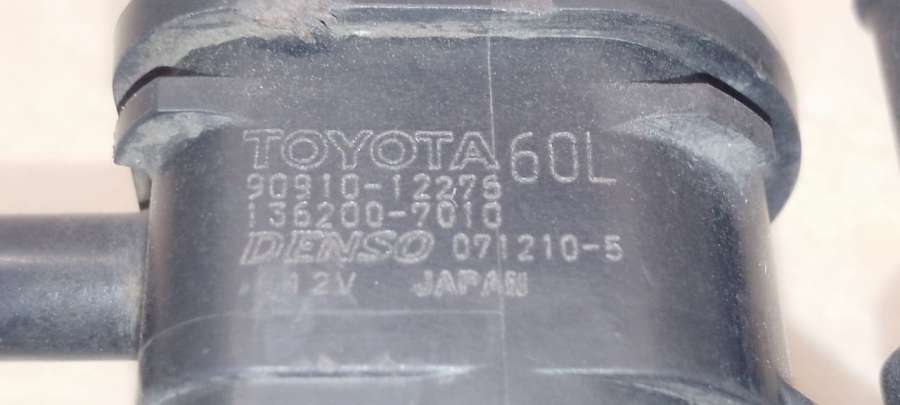 TOYOTA 60L
90910-12276
136200-7010
DENSO 071210-5
12V JAPAN